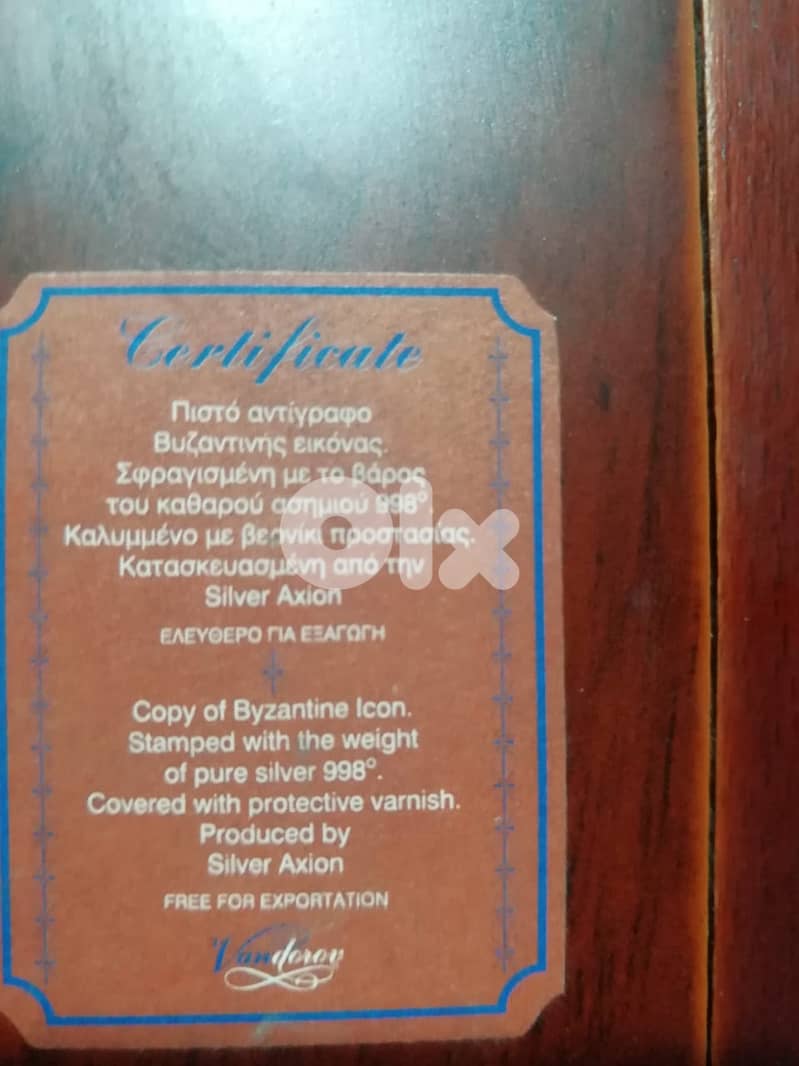 Certificate
Πιστό αντίγραφο
Βυζαντινής εικόνας.
Σφραγισμένη με το βάρος
του καθαρού ασημιού 998°
Καλυμμένο με βερνίκι προστασίας.
Κατασκευασμένη από την
Silver Axion
ΕΛΕΥΘΕΡΟ ΓΙΑ ΕΞΑΓΩΓΗ
Copy of Byzantine Icon.
Stamped with the weight
of pure silver 998°.
Covered with protective varnish.
Produced by
Silver Axion
FREE FOR EXPORTATION
olx